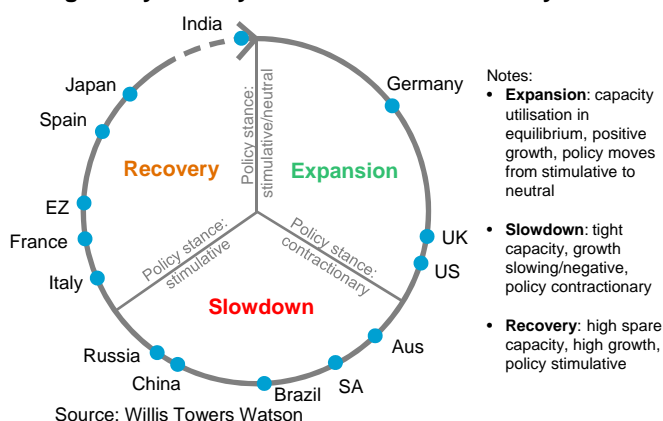 India
Japan
Spain
EZ
France
Italy
Russia
China
Brazil
SA
Aus
US
UK
Germany
Policy stance:
stimulative/neutral
Policy stance:
stimulative
Policy stance:
contractionary
Recovery
Expansion
Slowdown
Notes:
• Expansion: capacity
utilisation in
equilibrium, positive
growth, policy moves
from stimulative to
neutral
• Slowdown: tight
capacity, growth
slowing/negative,
policy contractionary
• Recovery: high spare
capacity, high growth,
policy stimulative
Source: Willis Towers Watson